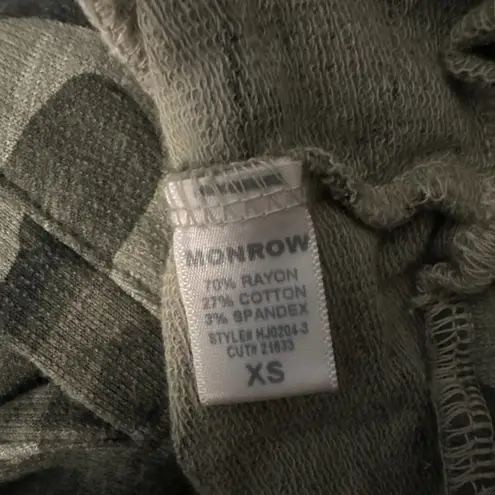 MONROW
70% RAYON
27% COTTON
3% SPANDEX
STYLE# HJ0204-3
CUT# 21633
XS